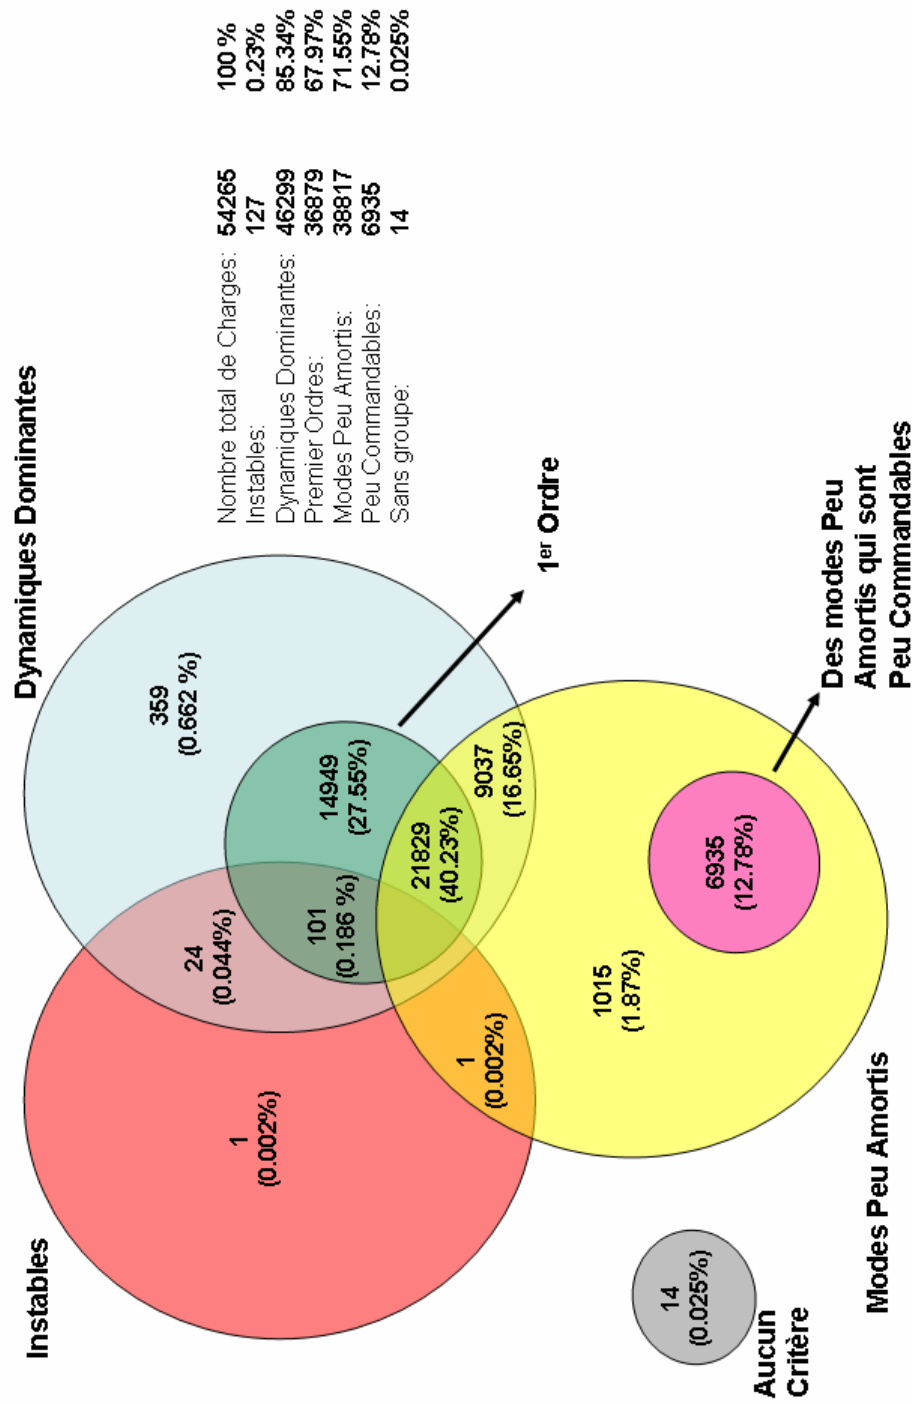 Instables
Dynamiques Dominantes
1
(0.002%)
24
(0.044%)
359
(0.662 %)
101
(0.186 %)
14949
(27.55%)
21829
(40.23%)
9037
(16.65%)
1
(0.002%)
1015
(1.87%)
6935
(12.78%)
14
(0.025%)
Aucun
Critère
Modes Peu Amortis
1er Ordre
Des modes Peu
Amortis qui sont
Peu Commandables
Nombre total de Charges: 54265 100 %
Instables: 127 0.23%
Dynamiques Dominantes: 46299 85.34%
Premier Ordres: 36879 67.97%
Modes Peu Amortis: 38817 71.55%
Peu Commandables: 6935 12.78%
Sans groupe: 14 0.025%